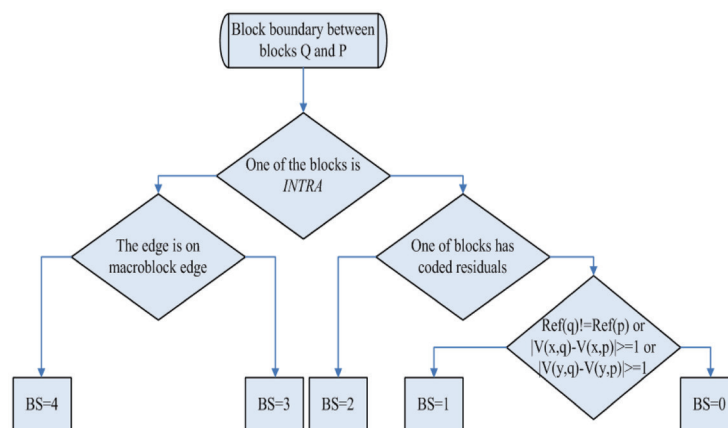 Block boundary between
blocks Q and P
One of the blocks is
INTRA
The edge is on
macroblock edge
One of blocks has
coded residuals
Ref(q)!=Ref(p) or
|V(x,q)-V(x,p)|>=1 or
|V(y,q)-V(y,p)|>=1
BS=4
BS=3
BS=2
BS=1
BS=0